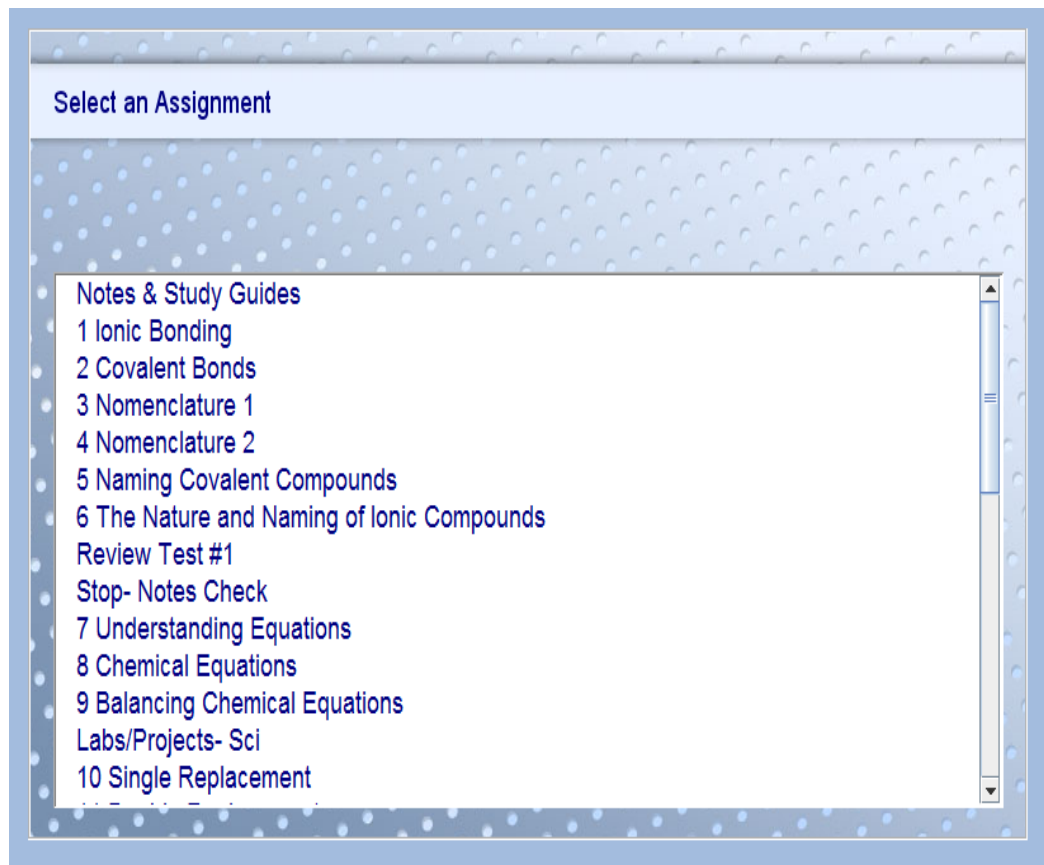 Select an Assignment
Notes & Study Guides
1 Ionic Bonding
2 Covalent Bonds
3 Nomenclature 1
4 Nomenclature 2
5 Naming Covalent Compounds
6 The Nature and Naming of Ionic Compounds
Review Test #1
Stop- Notes Check
7 Understanding Equations
8 Chemical Equations
9 Balancing Chemical Equations
Labs/Projects- Sci
10 Single Replacement